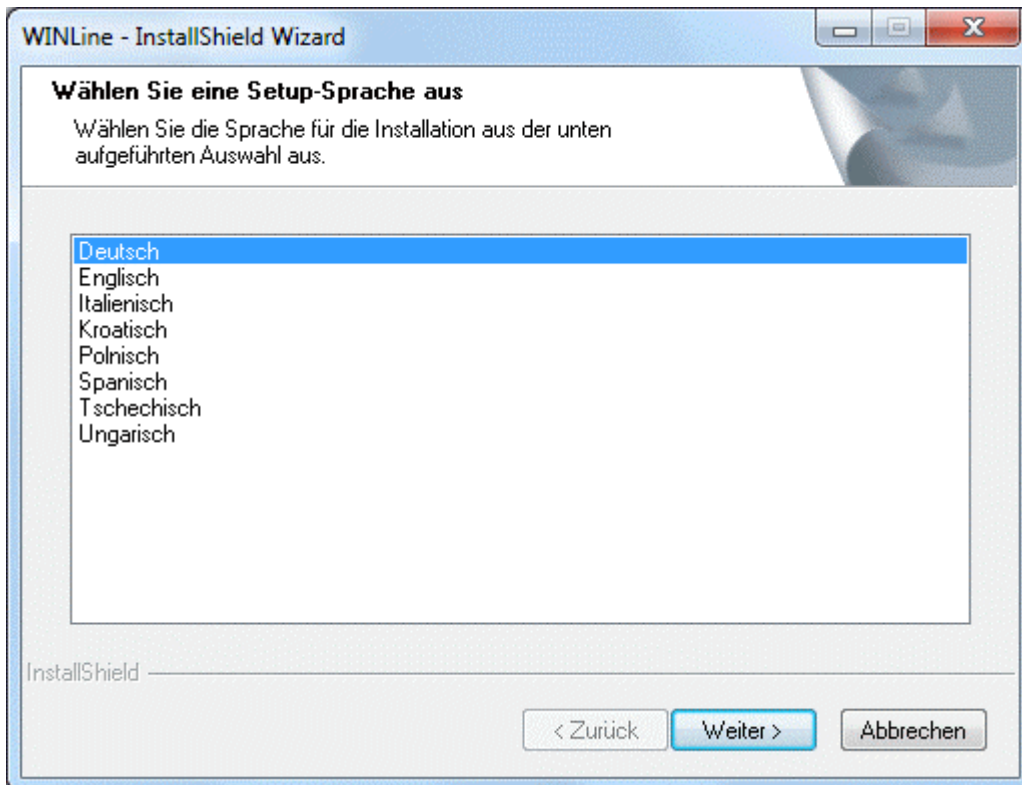 WINLine - InstallShield Wizard
Wählen Sie eine Setup-Sprache aus
Wählen Sie die Sprache für die Installation aus der unten
aufgeführten Auswahl aus.
Deutsch
Englisch
Italienisch
Kroatisch
Polnisch
Spanisch
Tschechisch
Ungarisch
InstallShield
< Zurück
Weiter >
Abbrechen